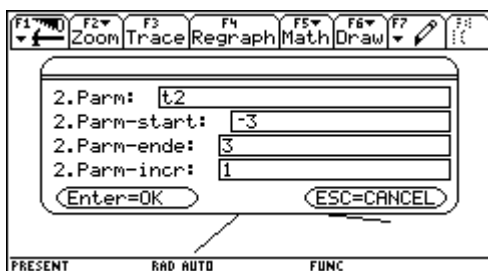 F1 F2 F3 F4 F5 F6 F7
Zoom Trace Regraph Math Draw
2.Parm: t2
2.Parm-start: -3
2.Parm-ende: 3
2.Parm-incr: 1
Enter=OK ESC=CANCEL
PRESENT RAD AUTO FUNC